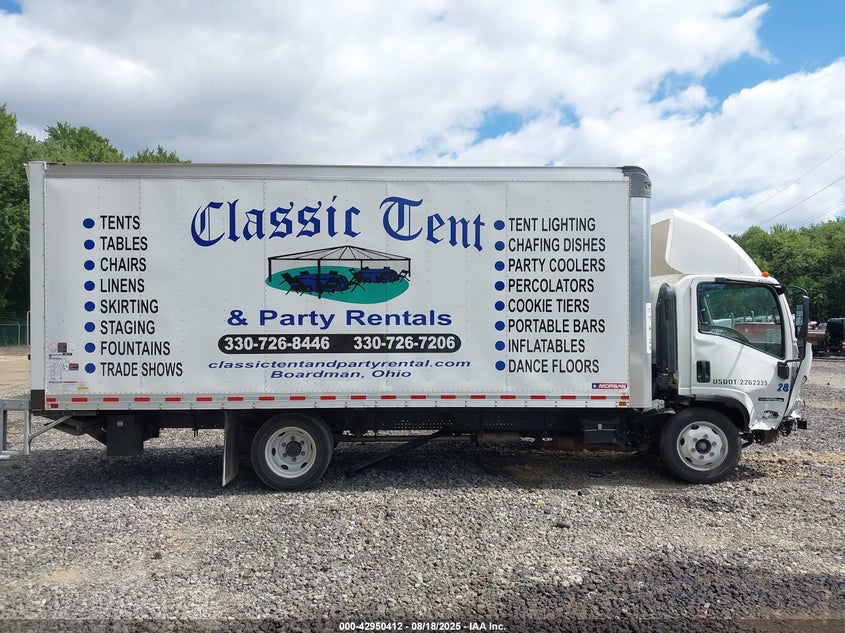 TENTS
TABLES
CHAIRS
LINENS
SKIRTING
STAGING
FOUNTAINS
TRADE SHOWS
Classic Tent
& Party Rentals
330-726-8446 330-726-7206
classictentandpartyrental.com
Boardman, Ohio
TENT LIGHTING
CHAFING DISHES
PARTY COOLERS
PERCOLATORS
COOKIE TIERS
PORTABLE BARS
INFLATABLES
DANCE FLOORS
MORGAN
USDOT 2262335
28
000-42950412 - 08/18/2025 - IAA Inc.